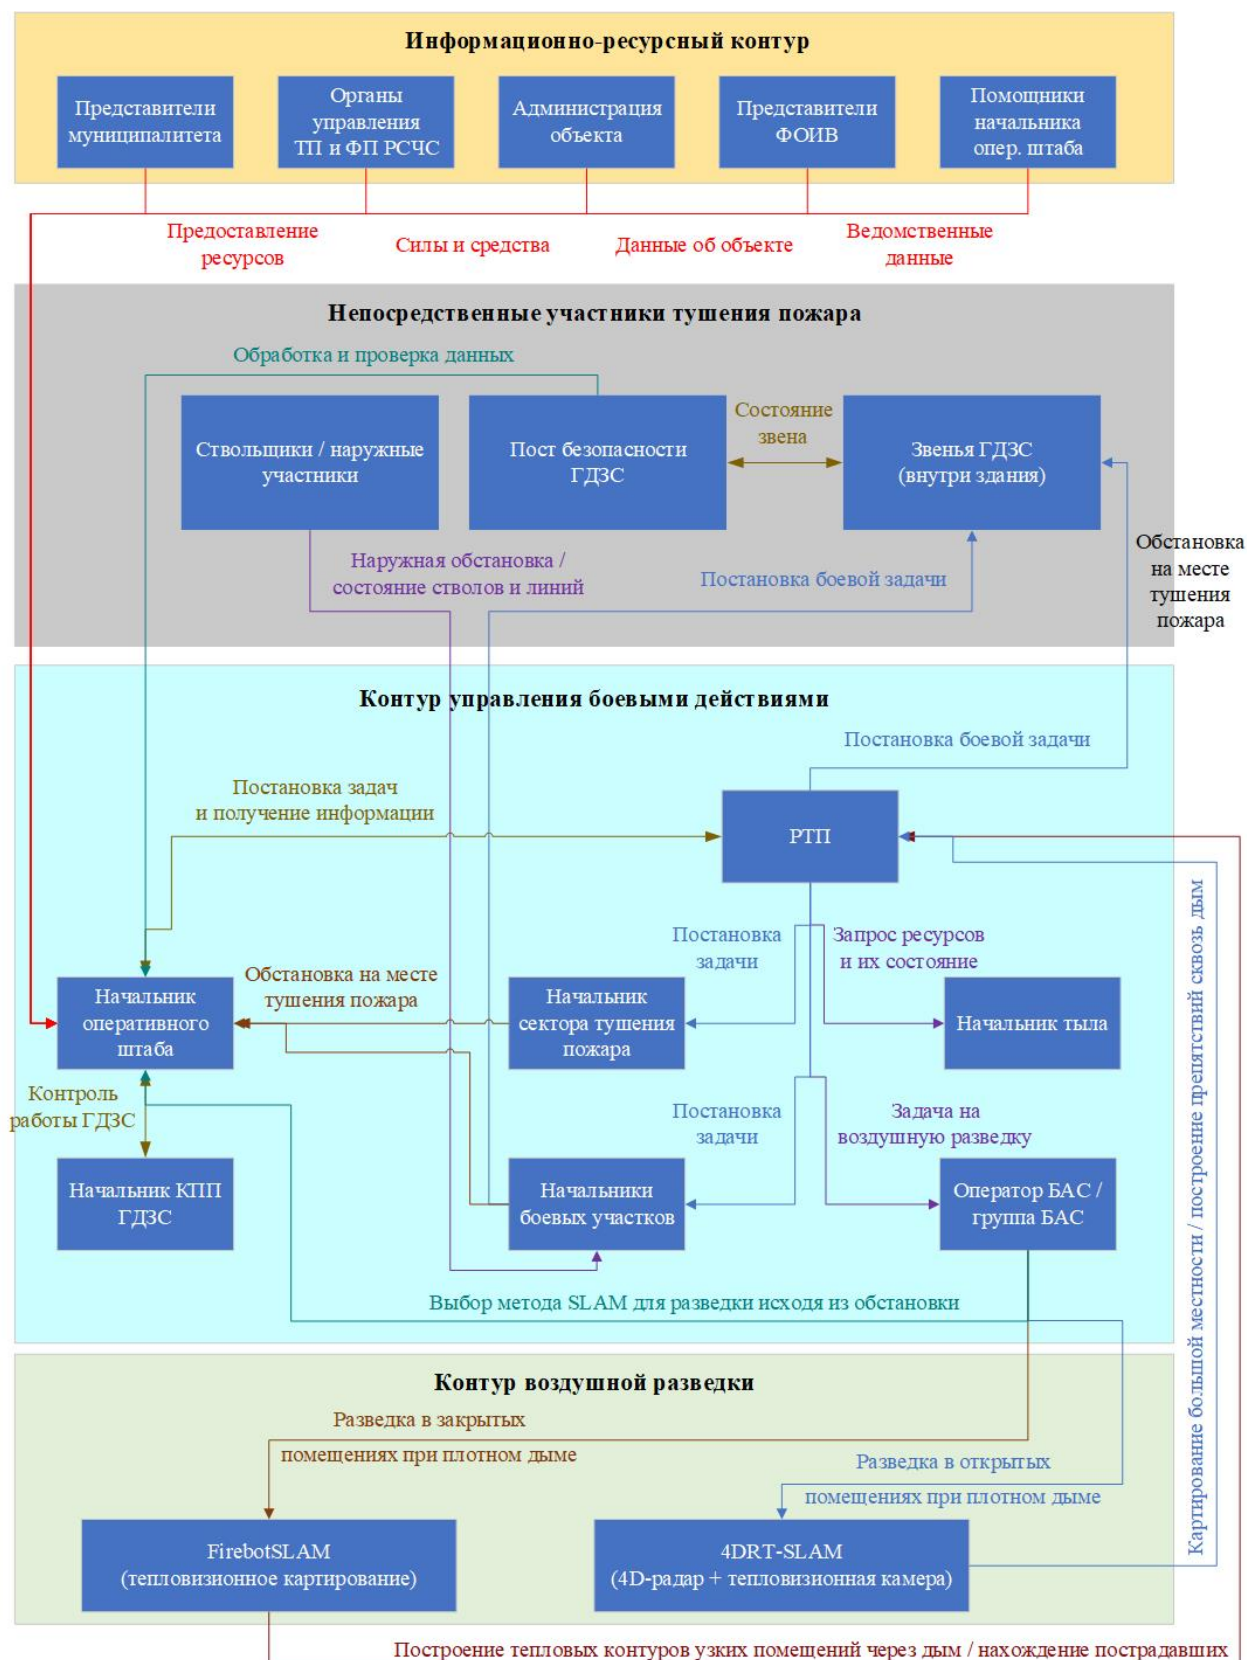 Информационно-ресурсный контур
Представители
муниципалитета
Органы
управления
ТП и ФП РСЧС
Администрация
объекта
Представители
ФОИВ
Помощники
начальника
опер. штаба
Предоставление
ресурсов
Силы и средства
Данные об объекте
Ведомственные
данные
Непосредственные участники тушения пожара
Обработка и проверка данных
Ствольщики / наружные
участники
Пост безопасности
ГДЗС
Состояние
звена
Звенья ГДЗС
(внутри здания)
Наружная обстановка /
состояние стволов и линий
Постановка боевой задачи
Обстановка
на месте
тушения
пожара
Контур управления боевыми действиями
Постановка боевой задачи
Постановка задач
и получение информации
РТП
Постановка
задачи
Запрос ресурсов
и их состояние
Обстановка на месте
тушения пожара
Начальник
оперативного
штаба
Начальник
сектора тушения
пожара
Начальник тыла
Контроль
работы ГДЗС
Постановка
задачи
Задача на
воздушную разведку
Начальник КПП
ГДЗС
Начальники
боевых участков
Оператор БАС /
группа БАС
Выбор метода SLAM для разведки исходя из обстановки
Картирование большой местности / построение препятствий сквозь дым
Контур воздушной разведки
Разведка в закрытых
помещениях при плотном дыме
Разведка в открытых
помещениях при плотном дыме
FirebotSLAM
(тепловизионное картирование)
4DRT-SLAM
(4D-радар + тепловизионная камера)
Построение тепловых контуров узких помещений через дым / нахождение пострадавших